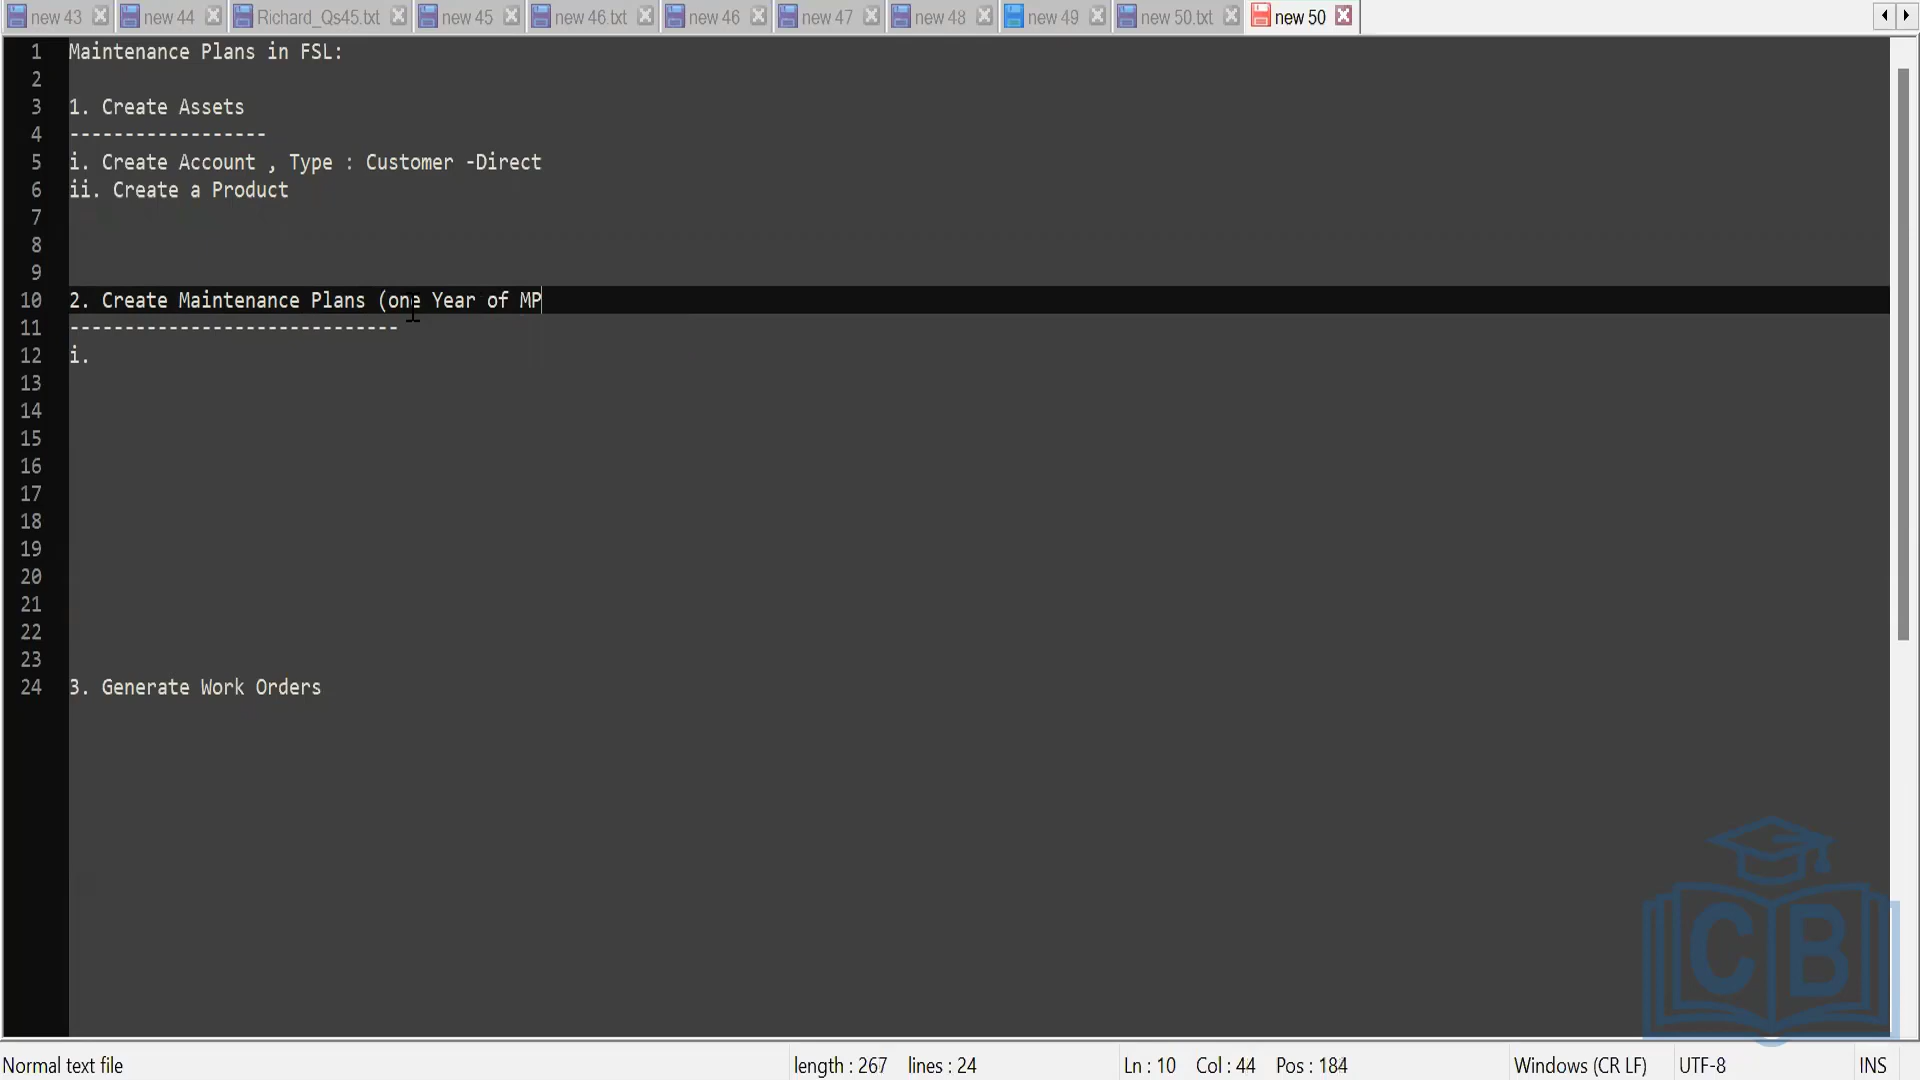 new 43 new 44 Richard_Qs45.txt new 45 new 46.txt new 46 new 47 new 48 new 49 new 50.txt new 50
1 Maintenance Plans in FSL:
2
3 1. Create Assets
4 ------------------
5 i. Create Account , Type : Customer -Direct
6 ii. Create a Product
7
8
9
10 2. Create Maintenance Plans (one Year of MP
11 ------------------------------
12 i.
13
14
15
16
17
18
19
20
21
22
23
24 3. Generate Work Orders
CB
Normal text file length : 267 lines : 24 Ln : 10 Col : 44 Pos : 184 Windows (CR LF) UTF-8 INS